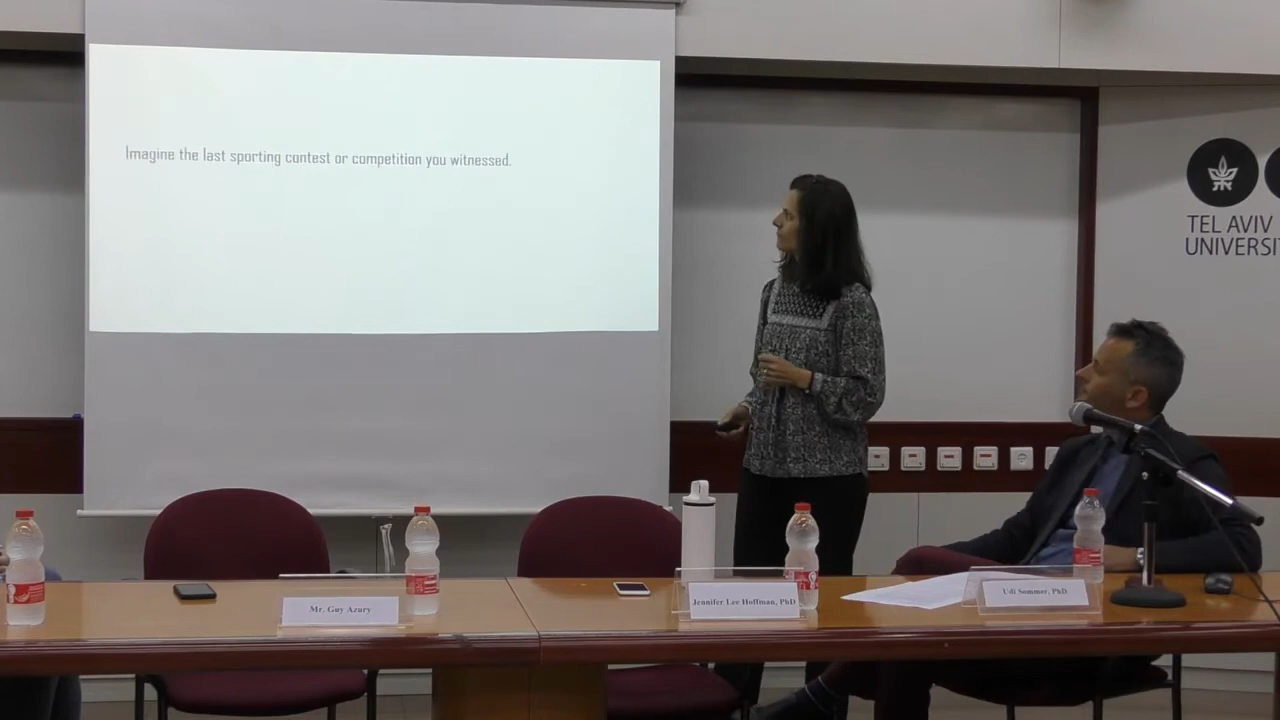 Imagine the last sporting contest or competition you witnessed.
TEL AVIV
UNIVERSI
Mr. Guy Azury
Jennifer Lee Hoffman, PhD
Udi Sommer, PhD